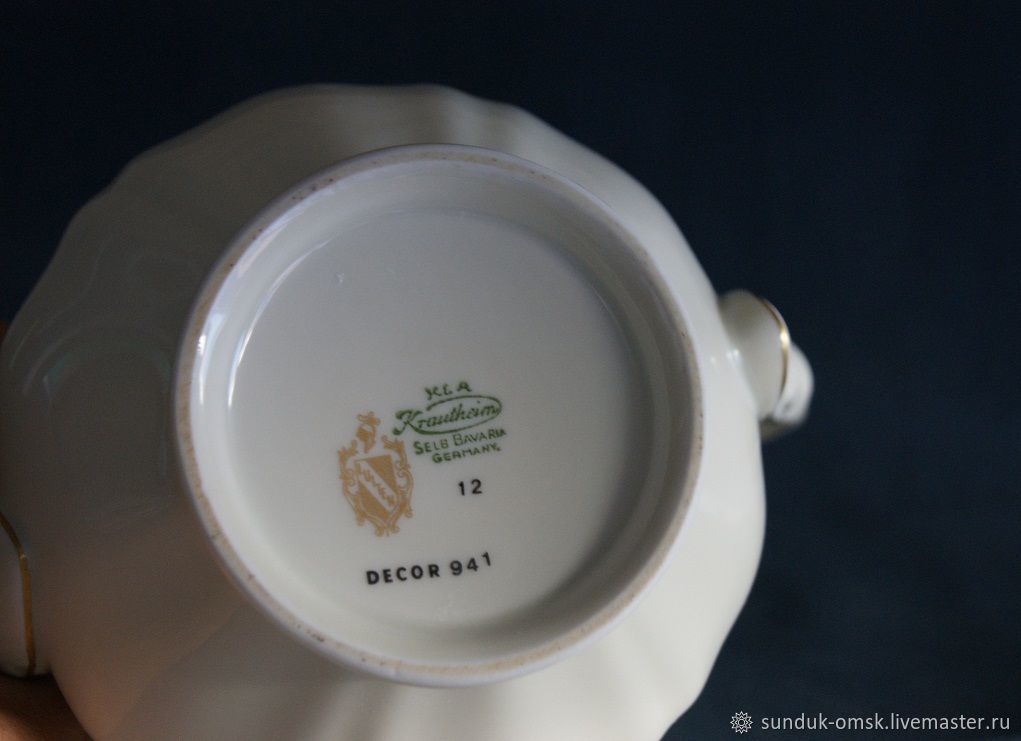 K&A
Krautheim
SELB BAVARIA
GERMANY.
12
DECOR 941
sunduk-omsk.livemaster.ru